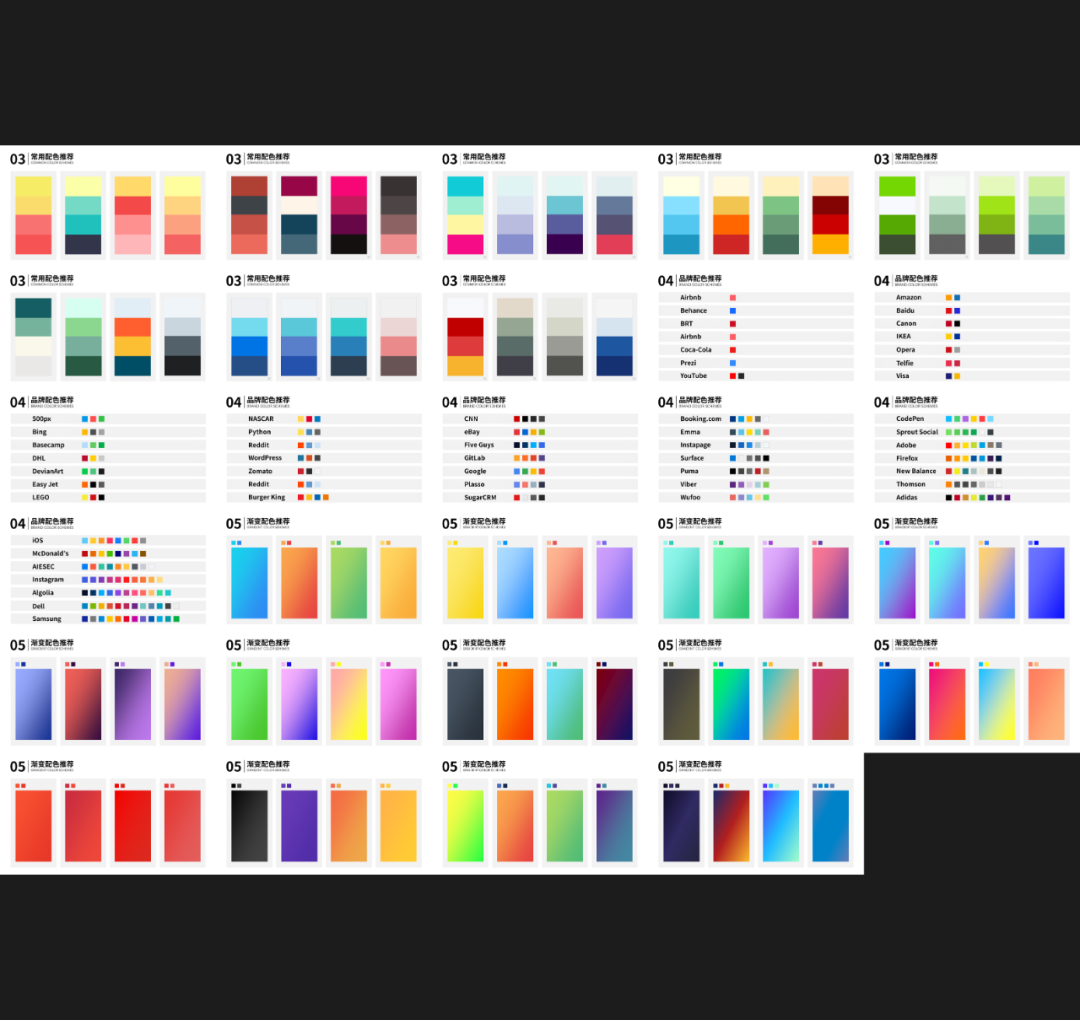 03 常用配色推荐
COMMON COLOR SCHEMES
03 常用配色推荐
COMMON COLOR SCHEMES
03 常用配色推荐
COMMON COLOR SCHEMES
03 常用配色推荐
COMMON COLOR SCHEMES
03 常用配色推荐
COMMON COLOR SCHEMES
03 常用配色推荐
COMMON COLOR SCHEMES
03 常用配色推荐
COMMON COLOR SCHEMES
03 常用配色推荐
COMMON COLOR SCHEMES
04 品牌配色推荐
BRAND COLOR SCHEMES
Airbnb
Behance
BRT
Airbnb
Coca-Cola
Prezi
YouTube
04 品牌配色推荐
BRAND COLOR SCHEMES
Amazon
Baidu
Canon
IKEA
Opera
Telfie
Visa
04 品牌配色推荐
BRAND COLOR SCHEMES
500px
Bing
Basecamp
DHL
DevianArt
Easy Jet
LEGO
04 品牌配色推荐
BRAND COLOR SCHEMES
NASCAR
Python
Reddit
WordPress
Zomato
Reddit
Burger King
04 品牌配色推荐
BRAND COLOR SCHEMES
CNN
eBay
Five Guys
GitLab
Google
Plasso
SugarCRM
04 品牌配色推荐
BRAND COLOR SCHEMES
Booking.com
Emma
Instapage
Surface
Puma
Viber
Wufoo
04 品牌配色推荐
BRAND COLOR SCHEMES
CodePen
Sprout Social
Adobe
Firefox
New Balance
Thomson
Adidas
04 品牌配色推荐
BRAND COLOR SCHEMES
iOS
McDonald's
AIESEC
Instagram
Algolia
Dell
Samsung
05 渐变配色推荐
GRADIENT COLOR SCHEMES
05 渐变配色推荐
GRADIENT COLOR SCHEMES
05 渐变配色推荐
GRADIENT COLOR SCHEMES
05 渐变配色推荐
GRADIENT COLOR SCHEMES
05 渐变配色推荐
GRADIENT COLOR SCHEMES
05 渐变配色推荐
GRADIENT COLOR SCHEMES
05 渐变配色推荐
GRADIENT COLOR SCHEMES
05 渐变配色推荐
GRADIENT COLOR SCHEMES
05 渐变配色推荐
GRADIENT COLOR SCHEMES
05 渐变配色推荐
GRADIENT COLOR SCHEMES
05 渐变配色推荐
GRADIENT COLOR SCHEMES
05 渐变配色推荐
GRADIENT COLOR SCHEMES
05 渐变配色推荐
GRADIENT COLOR SCHEMES